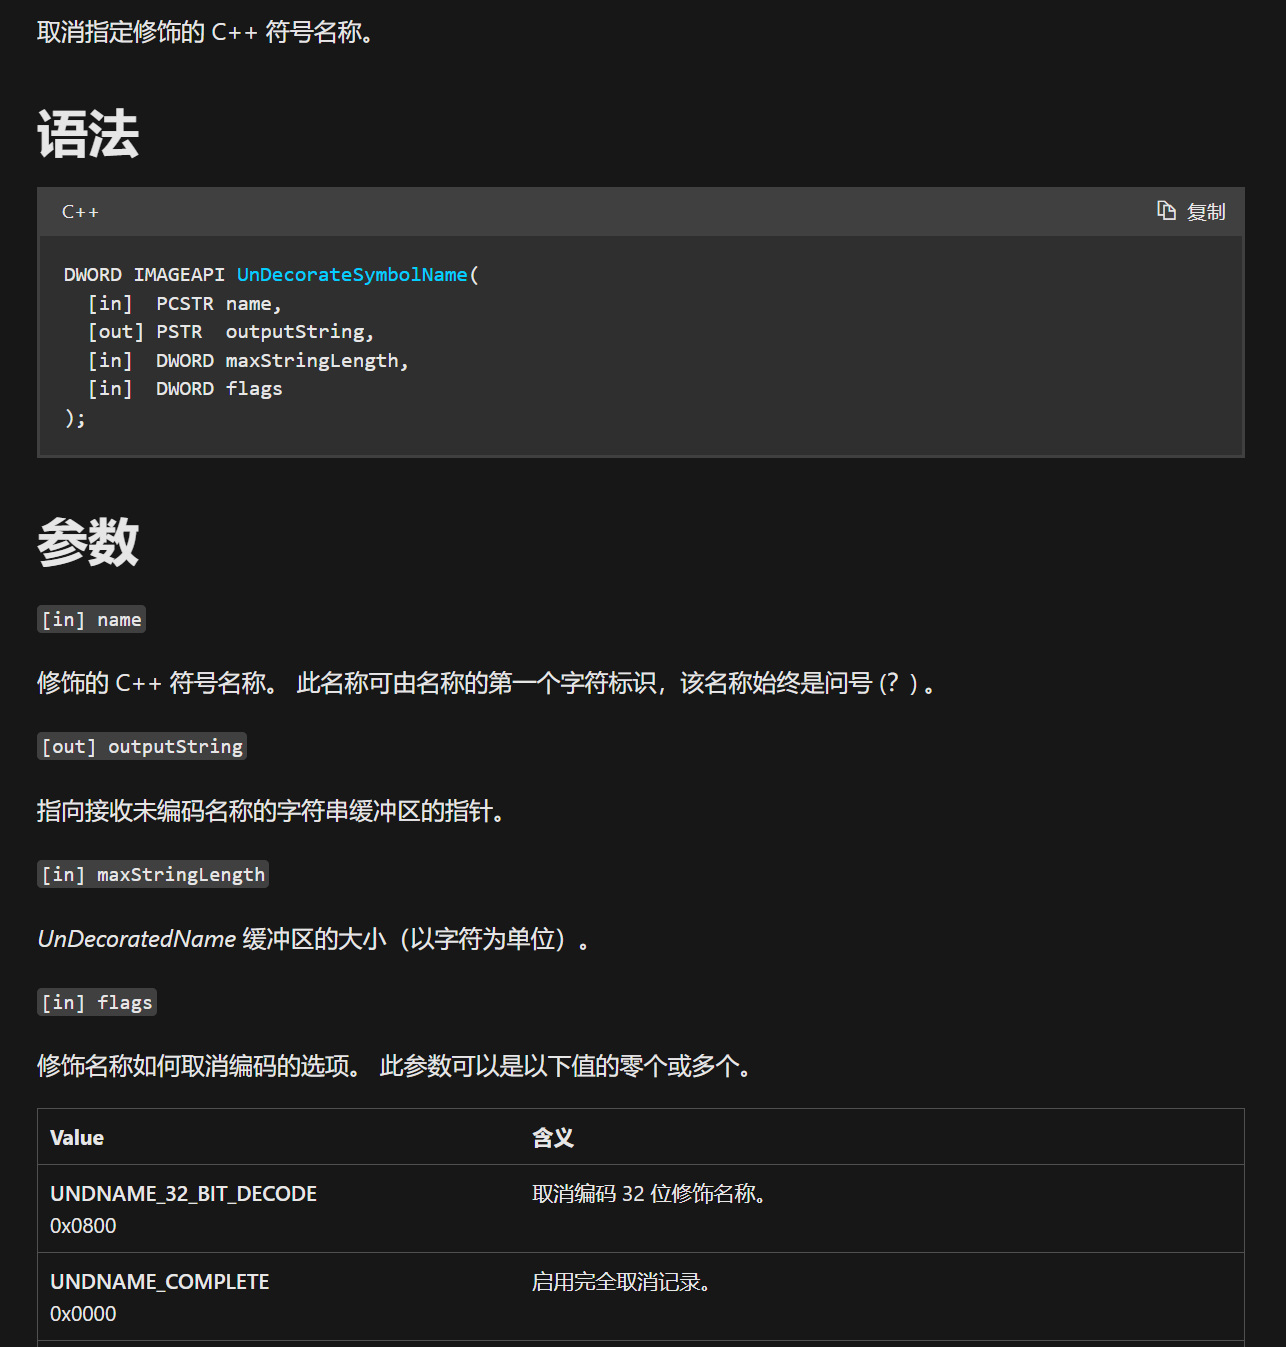 取消指定修饰的 C++ 符号名称。
语法
C++
复制
DWORD IMAGEAPI UnDecorateSymbolName(
[in]  PCSTR name,
[out] PSTR  outputString,
[in]  DWORD maxStringLength,
[in]  DWORD flags
);
参数
[in] name
修饰的 C++ 符号名称。 此名称可由名称的第一个字符标识，该名称始终是问号 (？) 。
[out] outputString
指向接收未编码名称的字符串缓冲区的指针。
[in] maxStringLength
UnDecoratedName 缓冲区的大小（以字符为单位）。
[in] flags
修饰名称如何取消编码的选项。 此参数可以是以下值的零个或多个。
Value 含义
UNDNAME_32_BIT_DECODE 取消编码 32 位修饰名称。
0x0800
UNDNAME_COMPLETE 启用完全取消记录。
0x0000